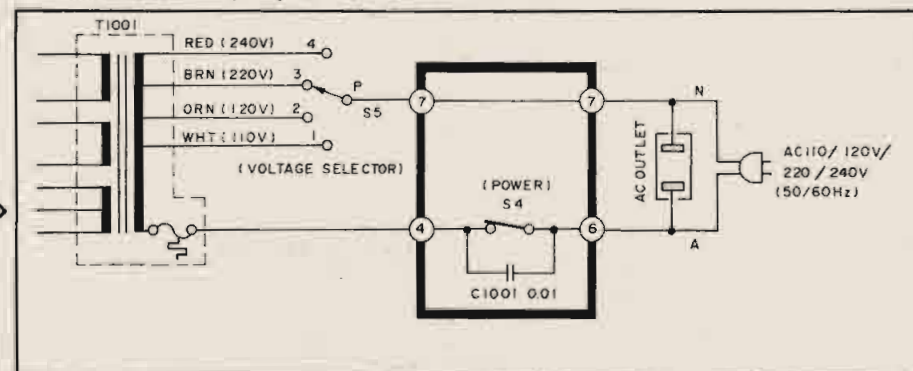 T1001
RED (240V) 4
BRN (220V) 3
P
S5
ORN (120V) 2
WHT (110V) 1
(VOLTAGE SELECTOR)
7
7
4
6
(POWER)
S4
C1001 0.01
N
AC OUTLET
A
AC110/120V/
220/240V
(50/60Hz)